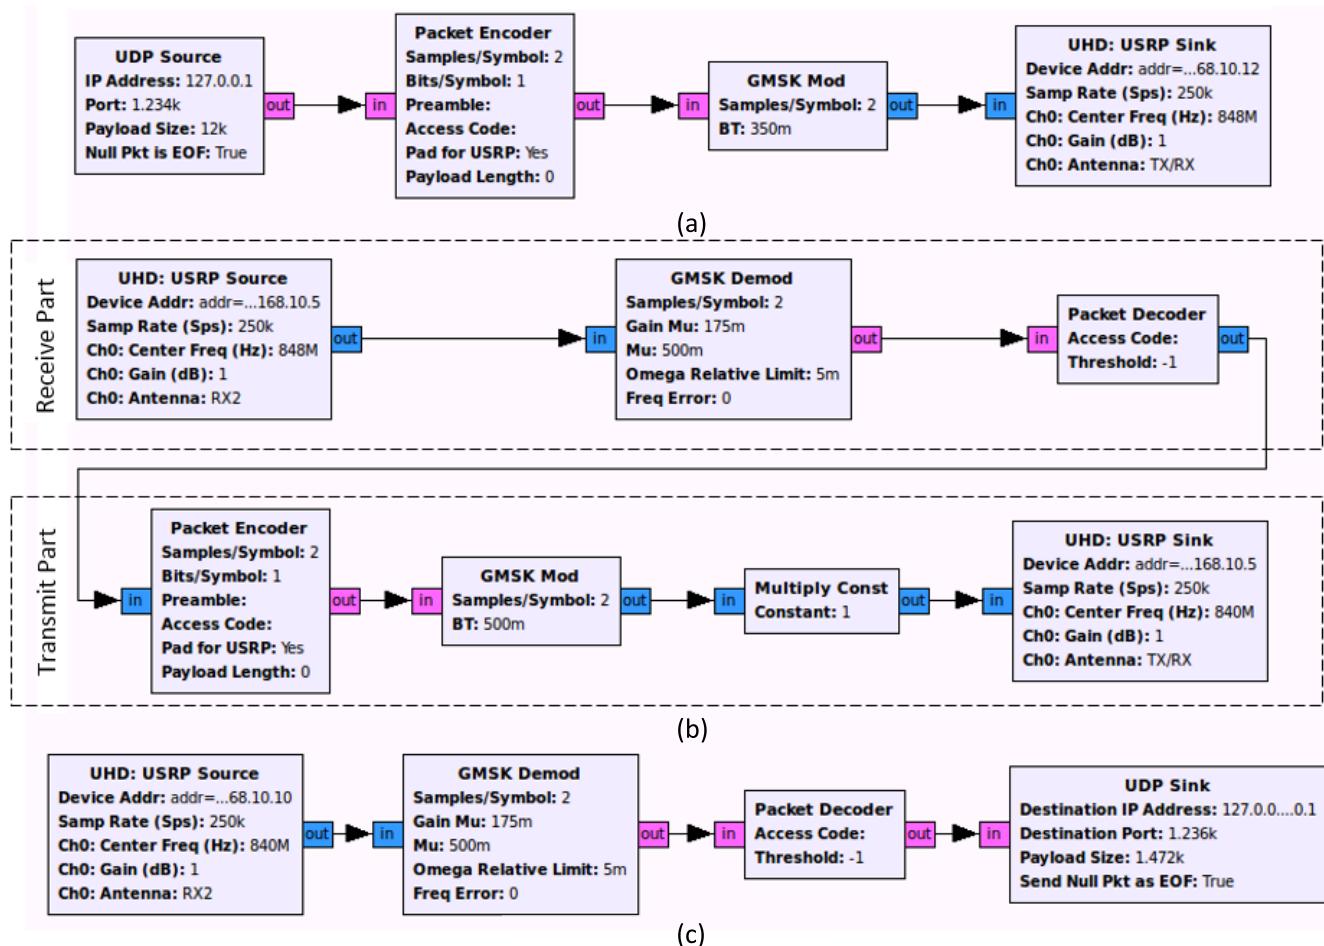 UDP Source
IP Address: 127.0.0.1
Port: 1.234k
Payload Size: 12k
Null Pkt is EOF: True
out
in
Packet Encoder
Samples/Symbol: 2
Bits/Symbol: 1
Preamble:
Access Code:
Pad for USRP: Yes
Payload Length: 0
out
in
GMSK Mod
Samples/Symbol: 2
BT: 350m
out
in
UHD: USRP Sink
Device Addr: addr=...68.10.12
Samp Rate (Sps): 250k
Ch0: Center Freq (Hz): 848M
Ch0: Gain (dB): 1
Ch0: Antenna: TX/RX
(a)
Receive Part
UHD: USRP Source
Device Addr: addr=...168.10.5
Samp Rate (Sps): 250k
Ch0: Center Freq (Hz): 848M
Ch0: Gain (dB): 1
Ch0: Antenna: RX2
out
in
GMSK Demod
Samples/Symbol: 2
Gain Mu: 175m
Mu: 500m
Omega Relative Limit: 5m
Freq Error: 0
out
in
Packet Decoder
Access Code:
Threshold: -1
out
Transmit Part
in
Packet Encoder
Samples/Symbol: 2
Bits/Symbol: 1
Preamble:
Access Code:
Pad for USRP: Yes
Payload Length: 0
out
in
GMSK Mod
Samples/Symbol: 2
BT: 500m
out
in
Multiply Const
Constant: 1
out
in
UHD: USRP Sink
Device Addr: addr=...168.10.5
Samp Rate (Sps): 250k
Ch0: Center Freq (Hz): 840M
Ch0: Gain (dB): 1
Ch0: Antenna: TX/RX
(b)
UHD: USRP Source
Device Addr: addr=...68.10.10
Samp Rate (Sps): 250k
Ch0: Center Freq (Hz): 840M
Ch0: Gain (dB): 1
Ch0: Antenna: RX2
out
in
GMSK Demod
Samples/Symbol: 2
Gain Mu: 175m
Mu: 500m
Omega Relative Limit: 5m
Freq Error: 0
out
in
Packet Decoder
Access Code:
Threshold: -1
out
in
UDP Sink
Destination IP Address: 127.0.0....0.1
Destination Port: 1.236k
Payload Size: 1.472k
Send Null Pkt as EOF: True
(c)